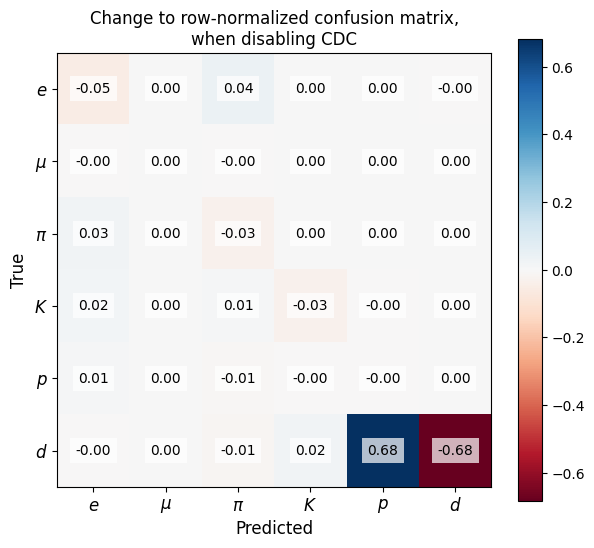 Change to row-normalized confusion matrix,
when disabling CDC
e -0.05 0.00 0.04 0.00 0.00 -0.00
μ -0.00 0.00 -0.00 0.00 0.00 0.00
π 0.03 0.00 -0.03 0.00 0.00 0.00
K 0.02 0.00 0.01 -0.03 -0.00 0.00
p 0.01 0.00 -0.01 -0.00 -0.00 0.00
d -0.00 0.00 -0.01 0.02 0.68 -0.68
e μ π K p d
Predicted
True
0.6
0.4
0.2
0.0
−0.2
−0.4
−0.6